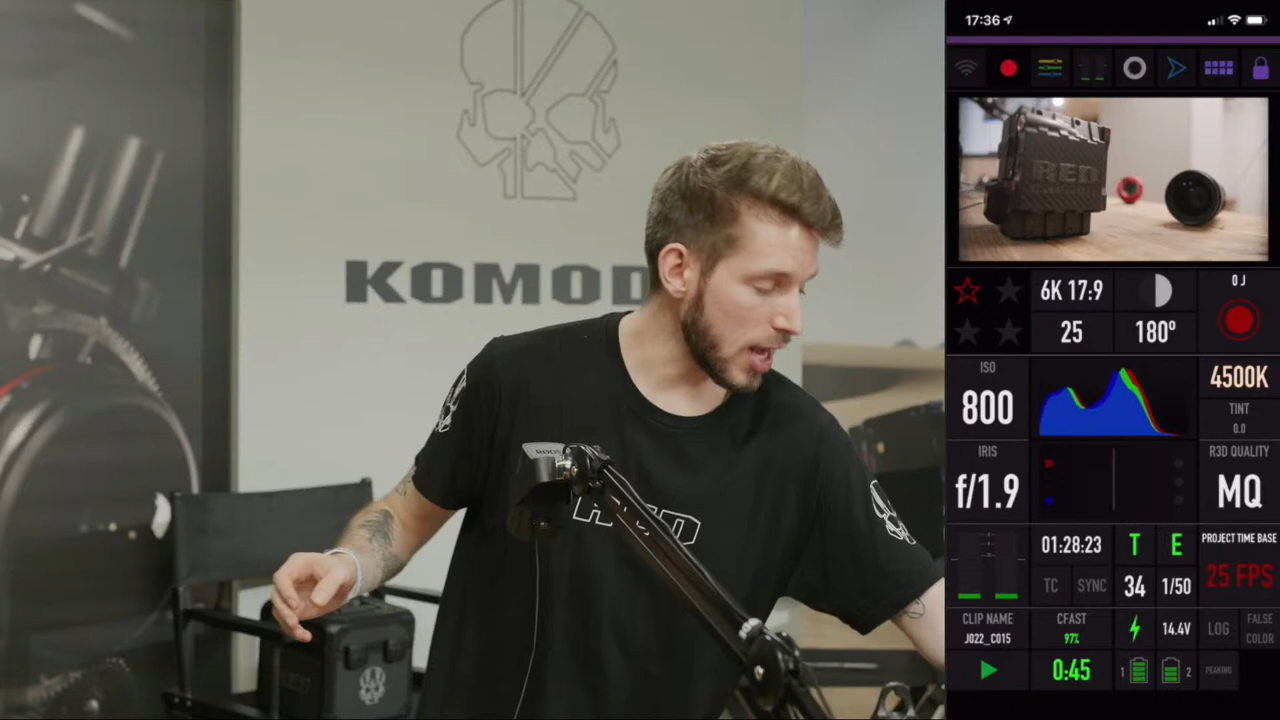 KOMOD
RED
17:36
RED
6K 17:9
25
180º
0 J
ISO
800
4500K
TINT
0.0
IRIS
f/1.9
R3D QUALITY
MQ
01:28:23
T
E
PROJECT TIME BASE
25 FPS
TC
SYNC
34
1/50
CLIP NAME
J022_C015
CFAST
97%
14.4V
LOG
FALSE
COLOR
0:45
1
2
PEAKING